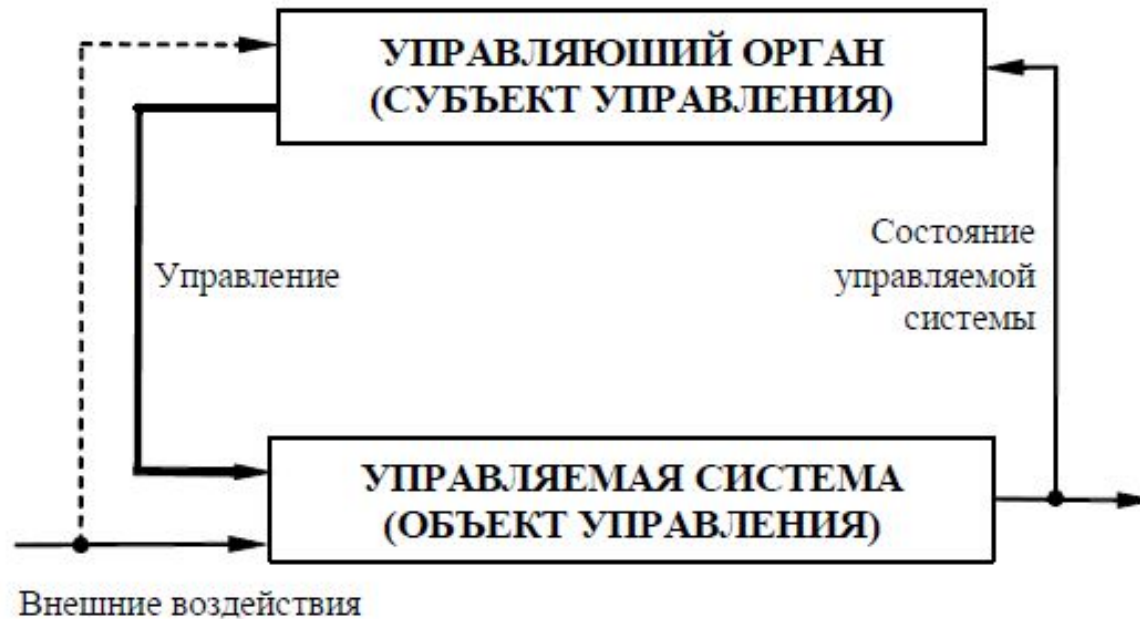 УПРАВЛЯЮШИЙ ОРГАН
(СУБЪЕКТ УПРАВЛЕНИЯ)
Управление
Состояние
управляемой
системы
УПРАВЛЯЕМАЯ СИСТЕМА
(ОБЪЕКТ УПРАВЛЕНИЯ)
Внешние воздействия